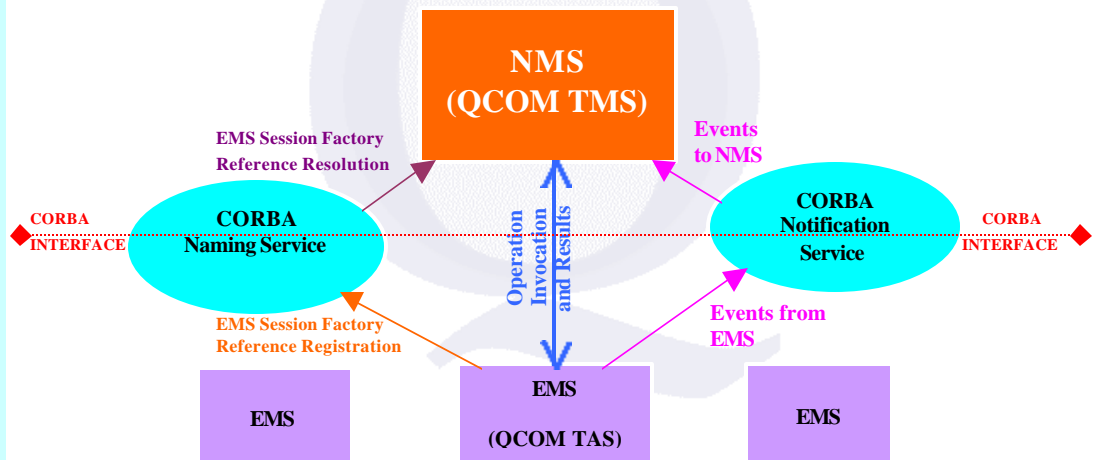 NMS
(QCOM TMS)
EMS Session Factory
Reference Resolution
Events
to NMS
CORBA
INTERFACE
CORBA
Naming Service
Operation
Invocation
and Results
CORBA
Notification
Service
CORBA
INTERFACE
EMS Session Factory
Reference Registration
Events from
EMS
EMS
EMS
(QCOM TAS)
EMS